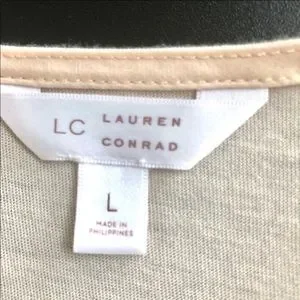 LC LAUREN
CONRAD
L
MADE IN
PHILIPPINES